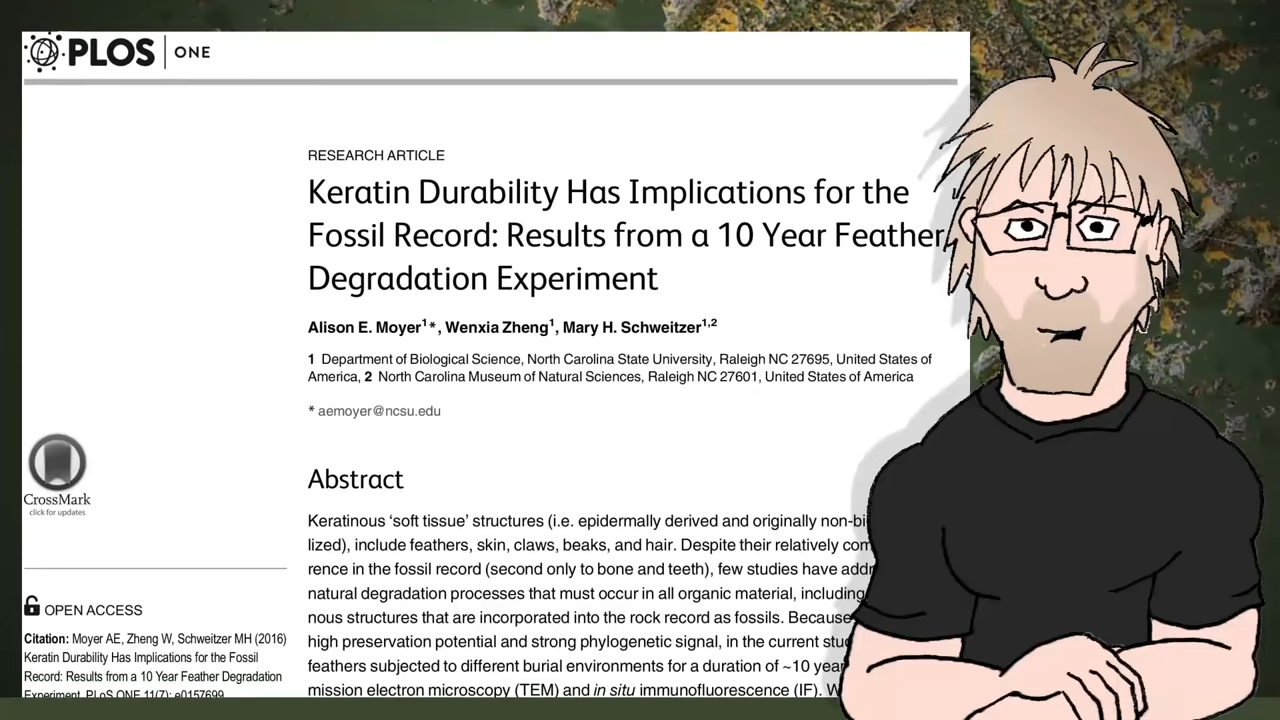 PLOS ONE
RESEARCH ARTICLE
Keratin Durability Has Implications for the
Fossil Record: Results from a 10 Year Feather
Degradation Experiment
Alison E. Moyer1*, Wenxia Zheng1, Mary H. Schweitzer1,2
1 Department of Biological Science, North Carolina State University, Raleigh NC 27695, United States of
America, 2 North Carolina Museum of Natural Sciences, Raleigh NC 27601, United States of America
* aemoyer@ncsu.edu
Abstract
Keratinous ‘soft tissue’ structures (i.e. epidermally derived and originally
lized), include feathers, skin, claws, beaks, and hair. Despite their relatively
rence in the fossil record (second only to bone and teeth), few studies have
natural degradation processes that must occur in all organic material, including
nous structures that are incorporated into the rock record as fossils. Because
high preservation potential and strong phylogenetic signal, in the current
feathers subjected to different burial environments for a duration of ~10
mission electron microscopy (TEM) and in situ immunofluorescence (IF).
CrossMark
click for updates
OPEN ACCESS
Citation: Moyer AE, Zheng W, Schweitzer MH (2016)
Keratin Durability Has Implications for the Fossil
Record: Results from a 10 Year Feather Degradation
Experiment. PLoS ONE 11(7): e0157699